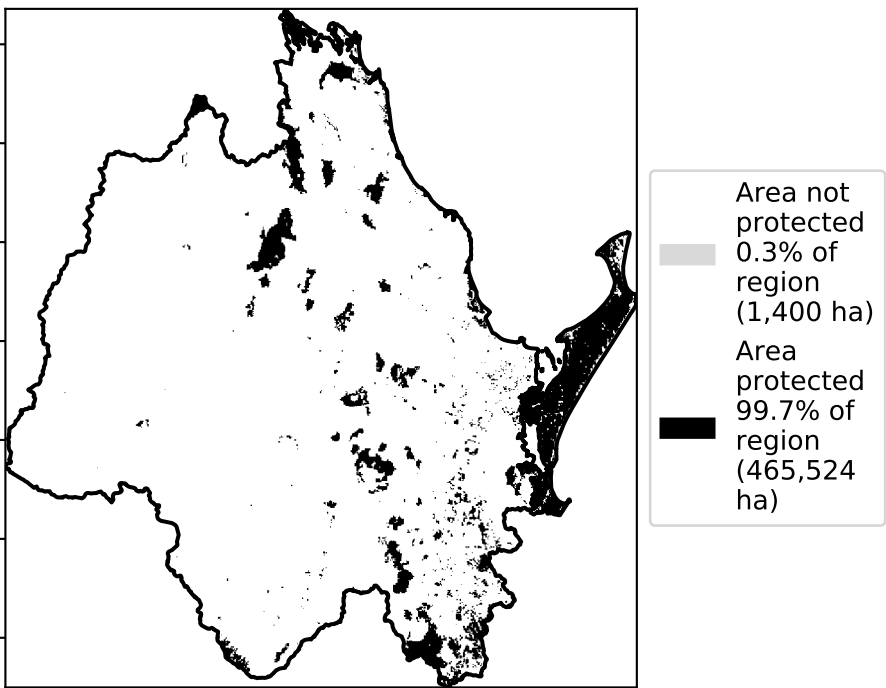 Area not
protected
0.3% of
region
(1,400 ha)
Area
protected
99.7% of
region
(465,524
ha)